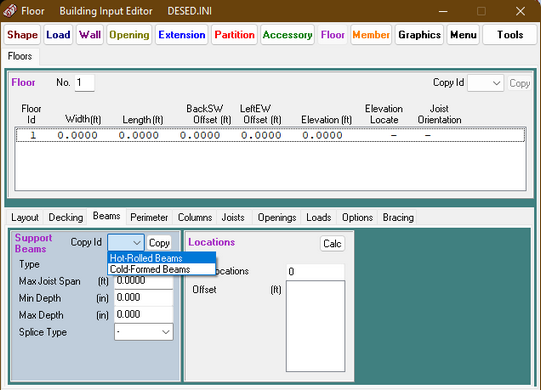 Floor Building Input Editor DESED.INI
Shape Load Wall Opening Extension Partition Accessory Floor Member Graphics Menu Tools
Floors
Floor No. 1 Copy Id Copy
Floor Id Width(ft) Length(ft) BackSW Offset (ft) LeftEW Offset (ft) Elevation(ft) Elevation Locate Joist Orientation
1 0.0000 0.0000 0.0000 0.0000 0.0000 - -
Layout Decking Beams Perimeter Columns Joists Openings Loads Options Bracing
Support Beams Copy Id Copy
Hot-Rolled Beams
Cold-Formed Beams
Type
Max Joist Span (ft) 0.0000
Min Depth (in) 0.000
Max Depth (in) 0.000
Splice Type -
Locations Calc
0
Offset (ft)